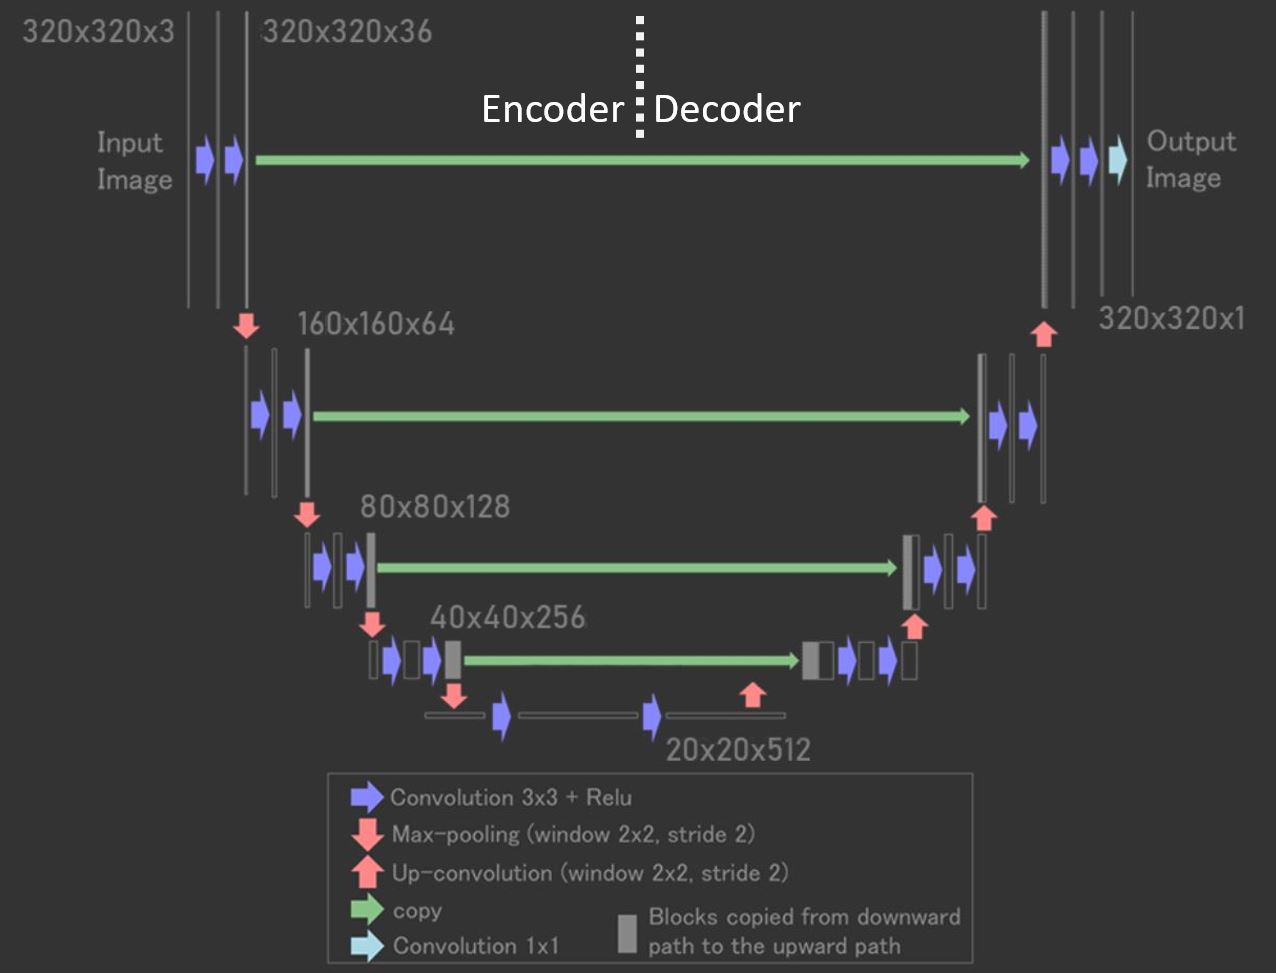 320x320x3
320x320x36
Encoder
Decoder
Input
Image
Output
Image
160x160x64
320x320x1
80x80x128
40x40x256
20x20x512
Convolution 3x3 + Relu
Max-pooling (window 2x2, stride 2)
Up-convolution (window 2x2, stride 2)
copy
Convolution 1x1
Blocks copied from downward
path to the upward path